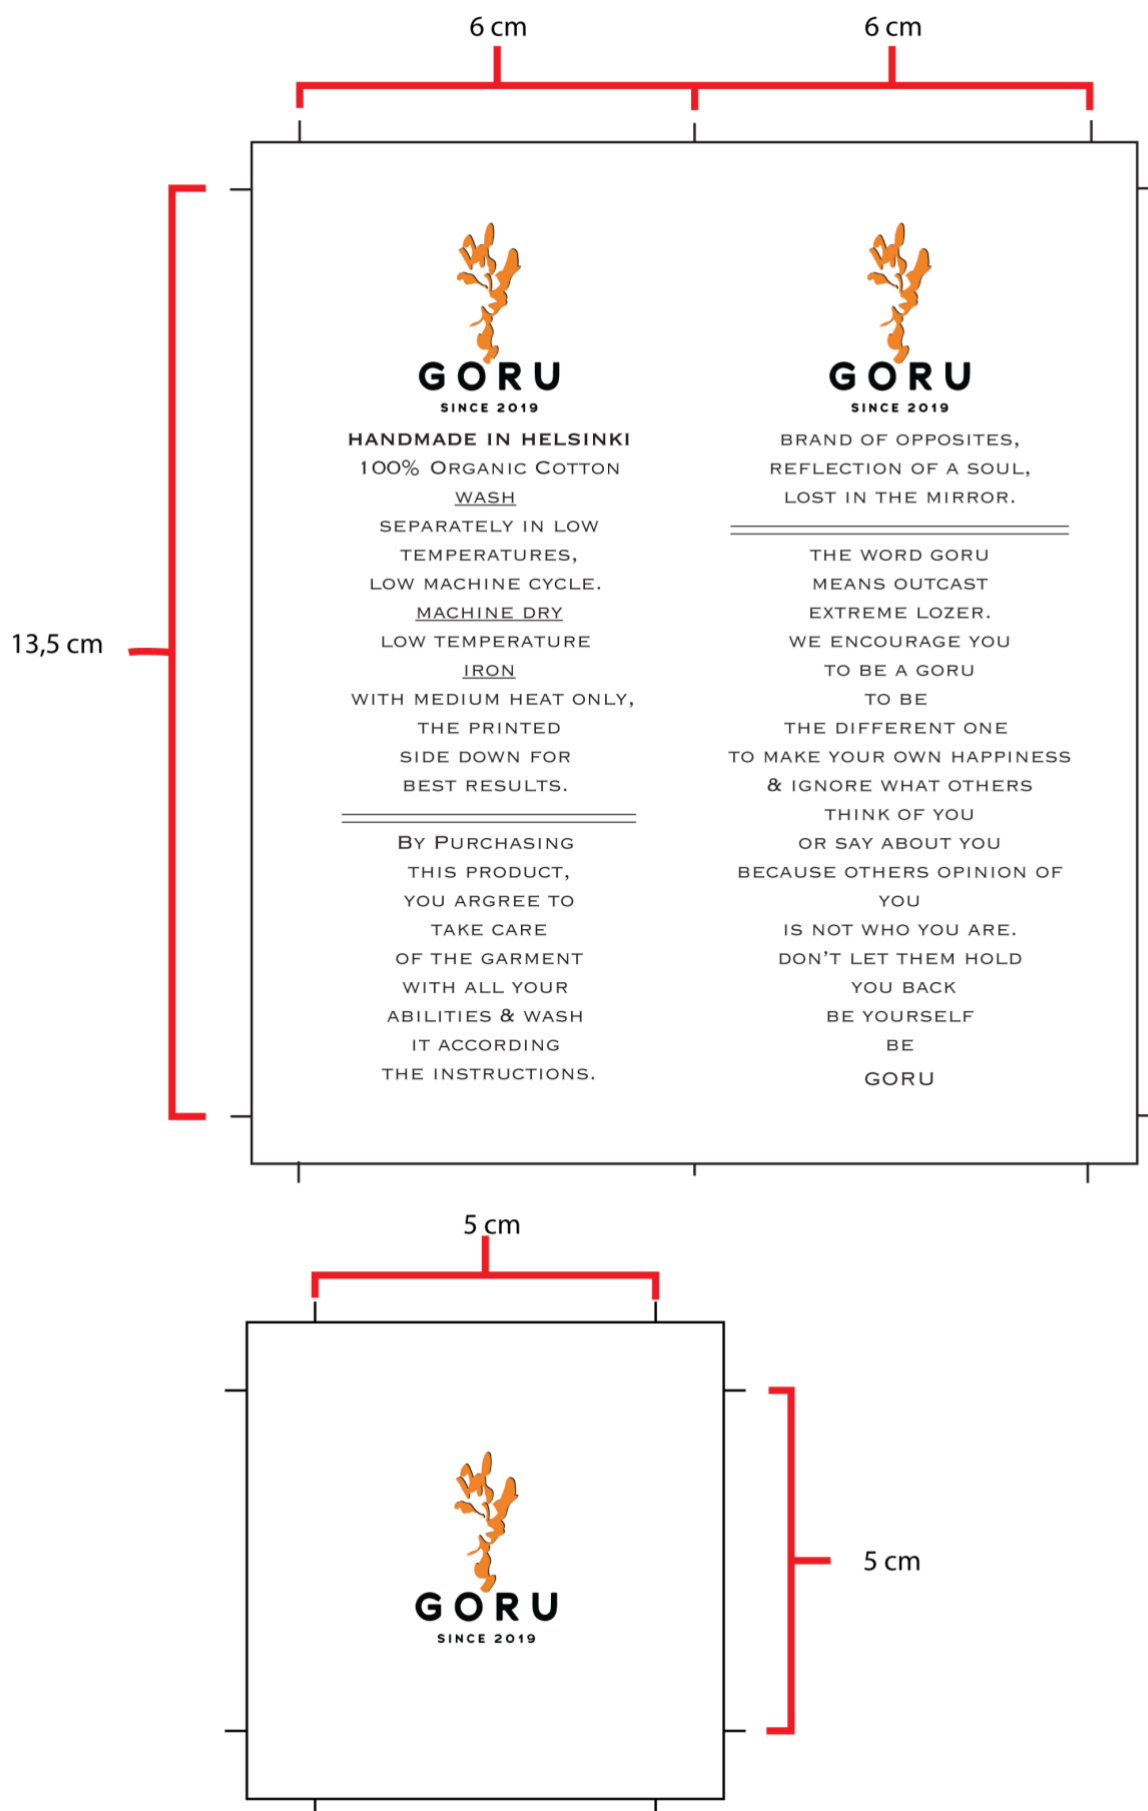 6 cm
6 cm
13,5 cm
GORU
SINCE 2019
HANDMADE IN HELSINKI
100% ORGANIC COTTON
WASH
SEPARATELY IN LOW
TEMPERATURES,
LOW MACHINE CYCLE.
MACHINE DRY
LOW TEMPERATURE
IRON
WITH MEDIUM HEAT ONLY,
THE PRINTED
SIDE DOWN FOR
BEST RESULTS.
BY PURCHASING
THIS PRODUCT,
YOU ARGREE TO
TAKE CARE
OF THE GARMENT
WITH ALL YOUR
ABILITIES & WASH
IT ACCORDING
THE INSTRUCTIONS.
GORU
SINCE 2019
BRAND OF OPPOSITES,
REFLECTION OF A SOUL,
LOST IN THE MIRROR.
THE WORD GORU
MEANS OUTCAST
EXTREME LOZER.
WE ENCOURAGE YOU
TO BE A GORU
TO BE
THE DIFFERENT ONE
TO MAKE YOUR OWN HAPPINESS
& IGNORE WHAT OTHERS
THINK OF YOU
OR SAY ABOUT YOU
BECAUSE OTHERS OPINION OF
YOU
IS NOT WHO YOU ARE.
DON'T LET THEM HOLD
YOU BACK
BE YOURSELF
BE
GORU
5 cm
GORU
SINCE 2019
5 cm